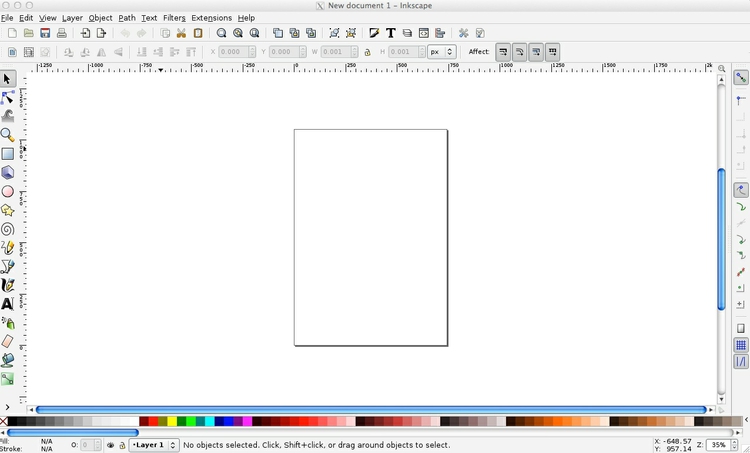 New document 1 - Inkscape
File Edit View Layer Object Path Text Filters Extensions Help
X 0.000 Y 0.000 W 0.001 H 0.001 px Affect:
-1250 -1000 -750 -500 -250 0 250 500 750 1000 1250 1500 1750
Fill: N/A O: 0 •Layer 1 No objects selected. Click, Shift+click, or drag around objects to select. X: -648.57 Z: 35%
Stroke: N/A Y: 957.14